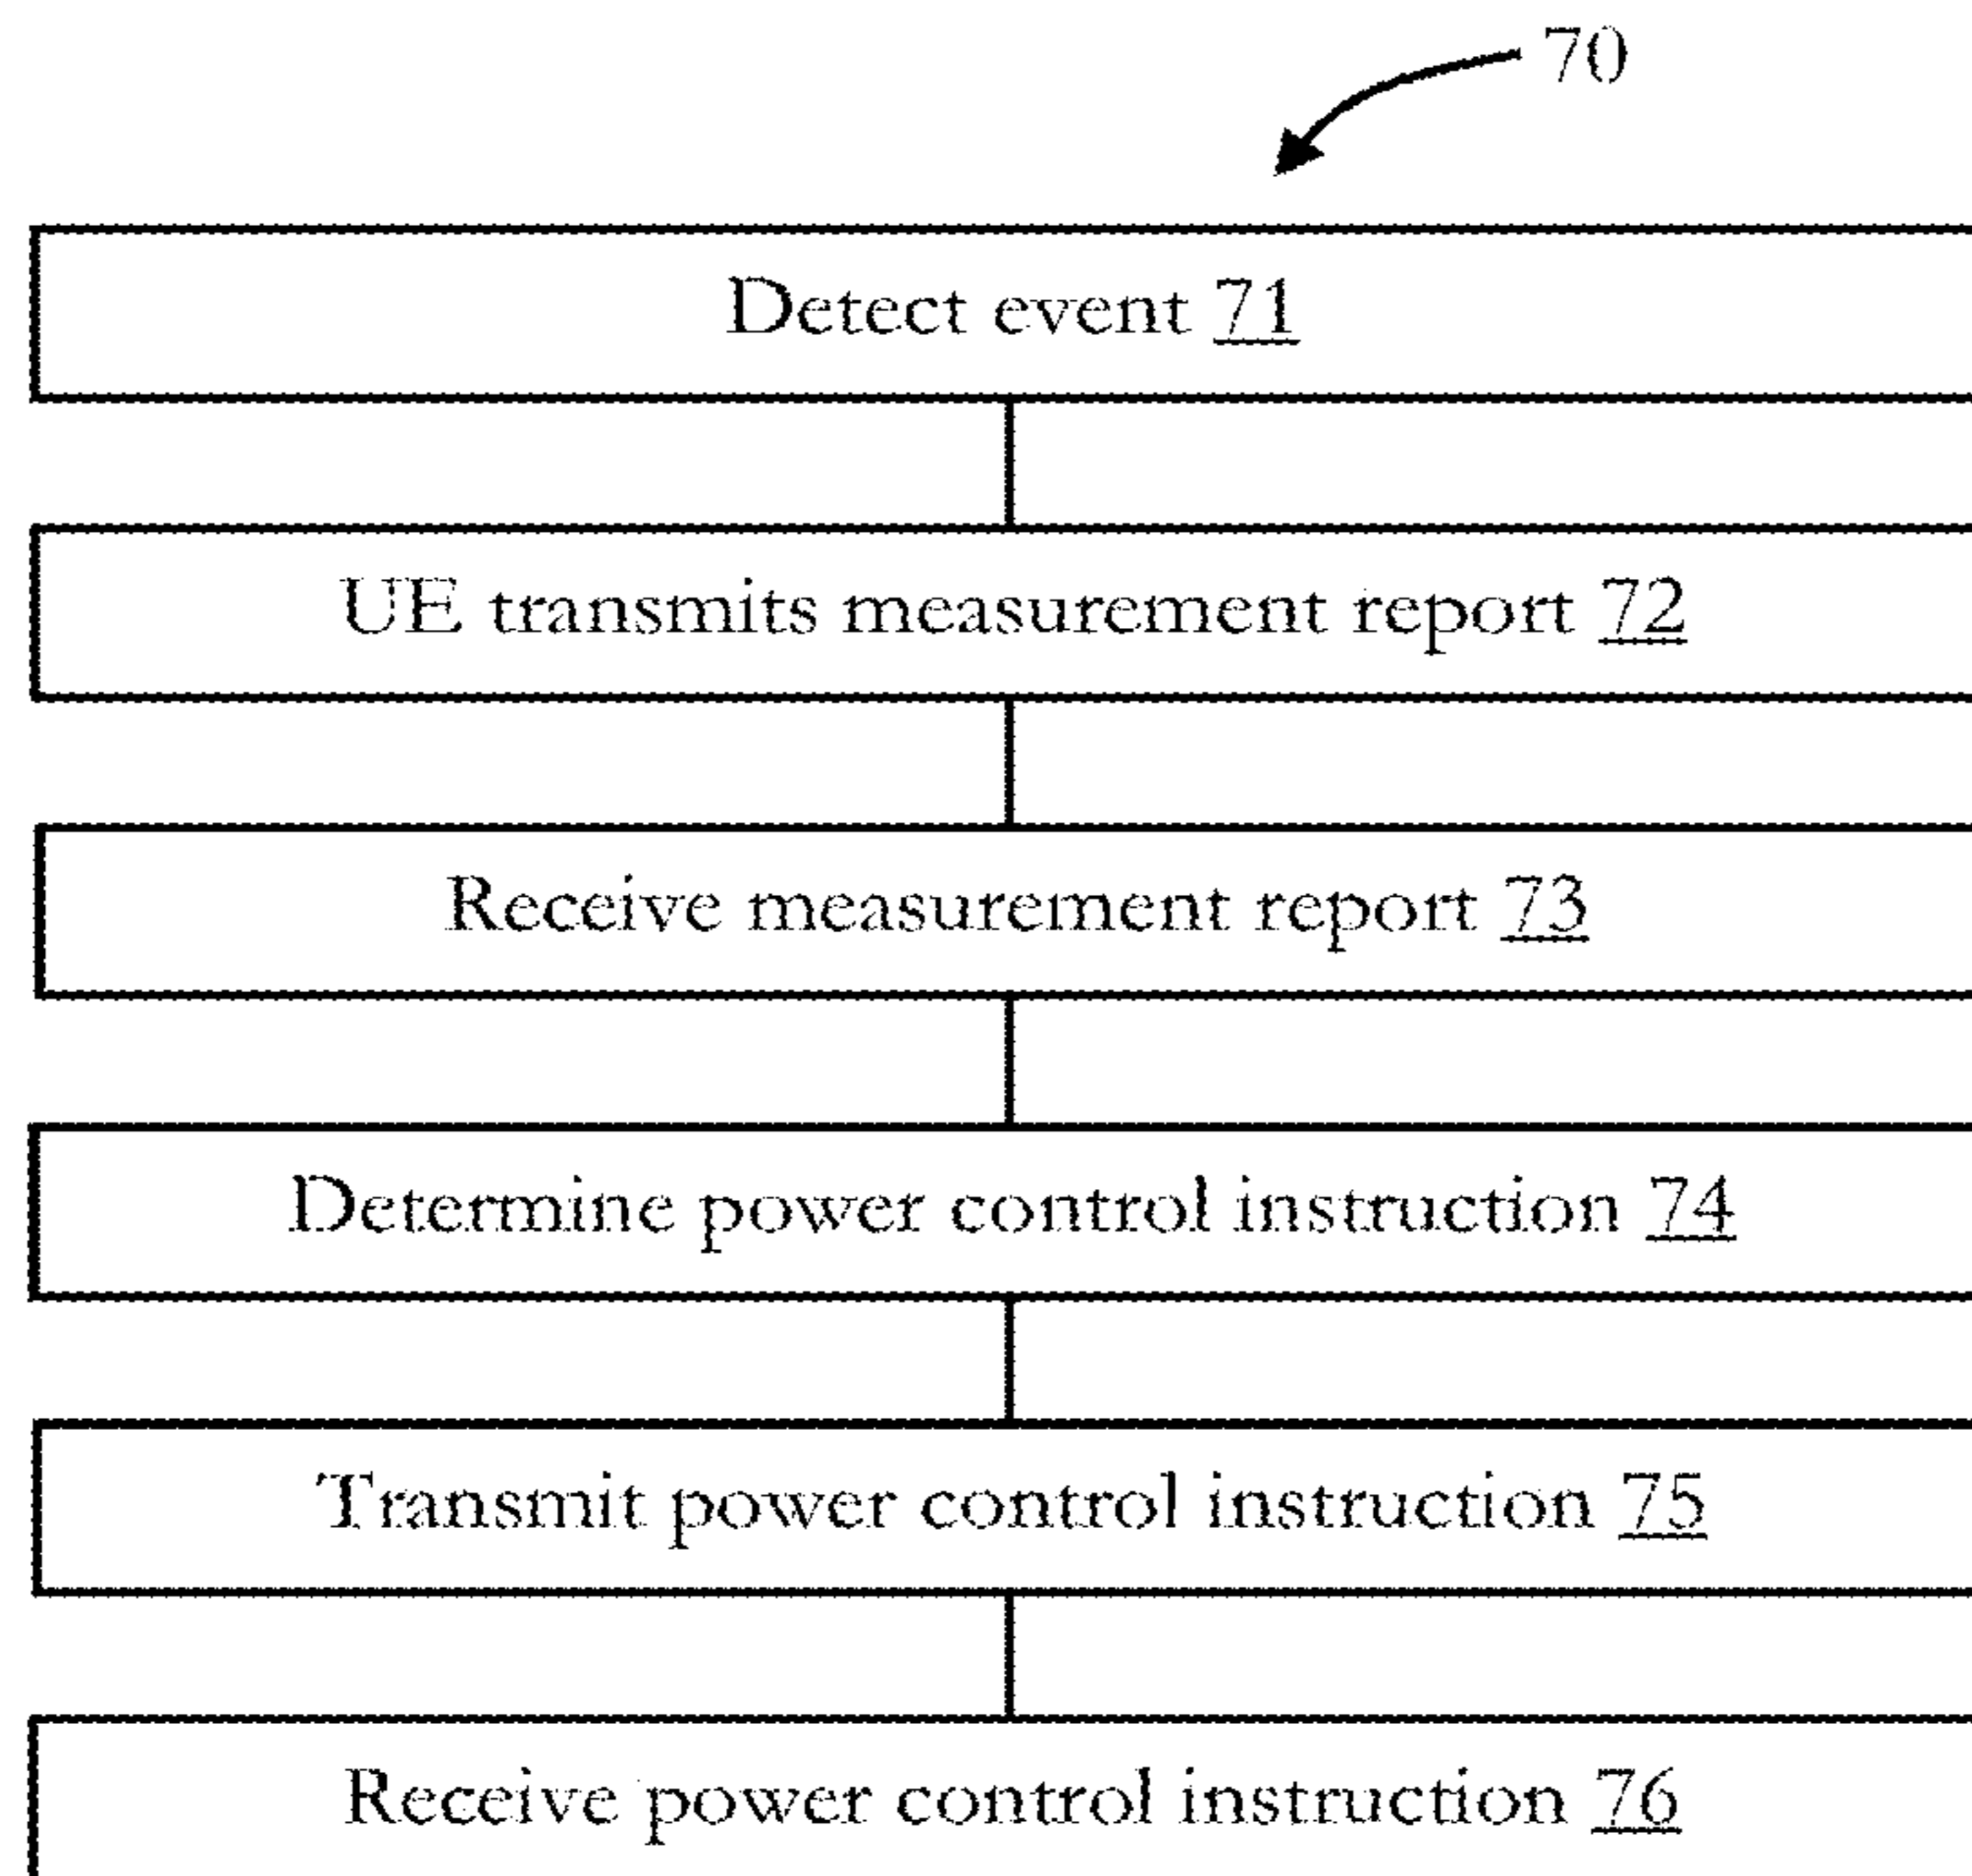 70
Detect event 71
UE transmits measurement report 72
Receive measurement report 73
Determine power control instruction 74
Transmit power control instruction 75
Receive power control instruction 76